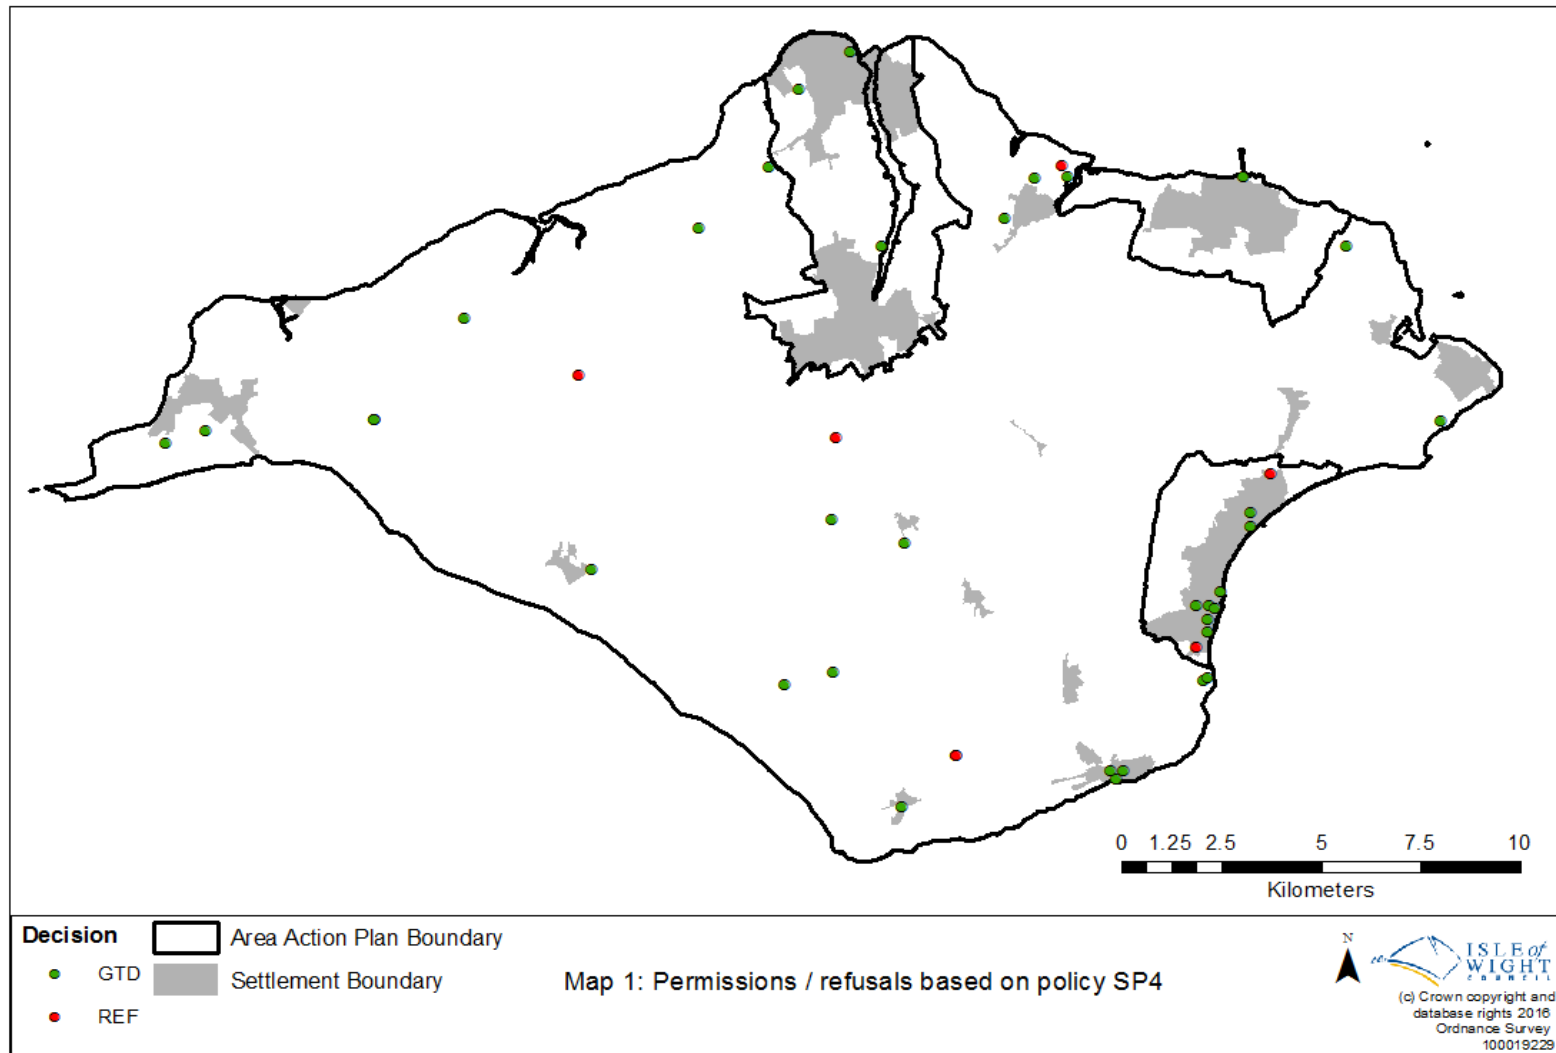 0 1.25 2.5 5 7.5 10
Kilometers
Decision
GTD
REF
Area Action Plan Boundary
Settlement Boundary
Map 1: Permissions / refusals based on policy SP4
N
ISLE of
WIGHT
COUNCIL
(c) Crown copyright and
database rights 2016
Ordnance Survey
100019229